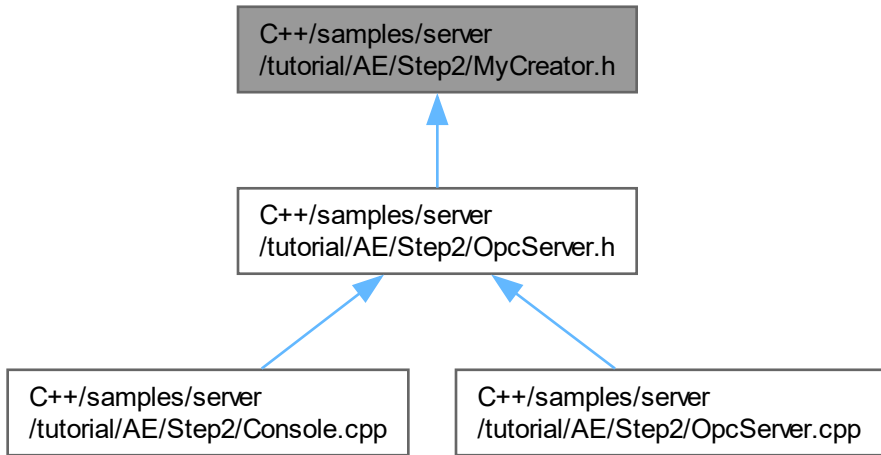 C++/samples/server
/tutorial/AE/Step2/MyCreator.h
C++/samples/server
/tutorial/AE/Step2/OpcServer.h
C++/samples/server
/tutorial/AE/Step2/Console.cpp
C++/samples/server
/tutorial/AE/Step2/OpcServer.cpp